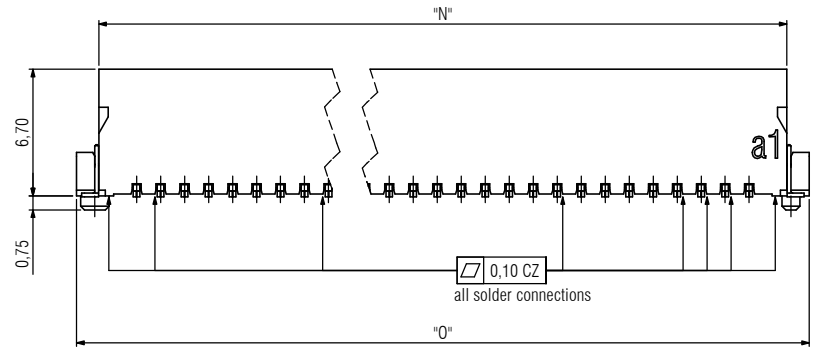 "N"
6,70
a1
0,75
0,10 CZ
all solder connections
"O"